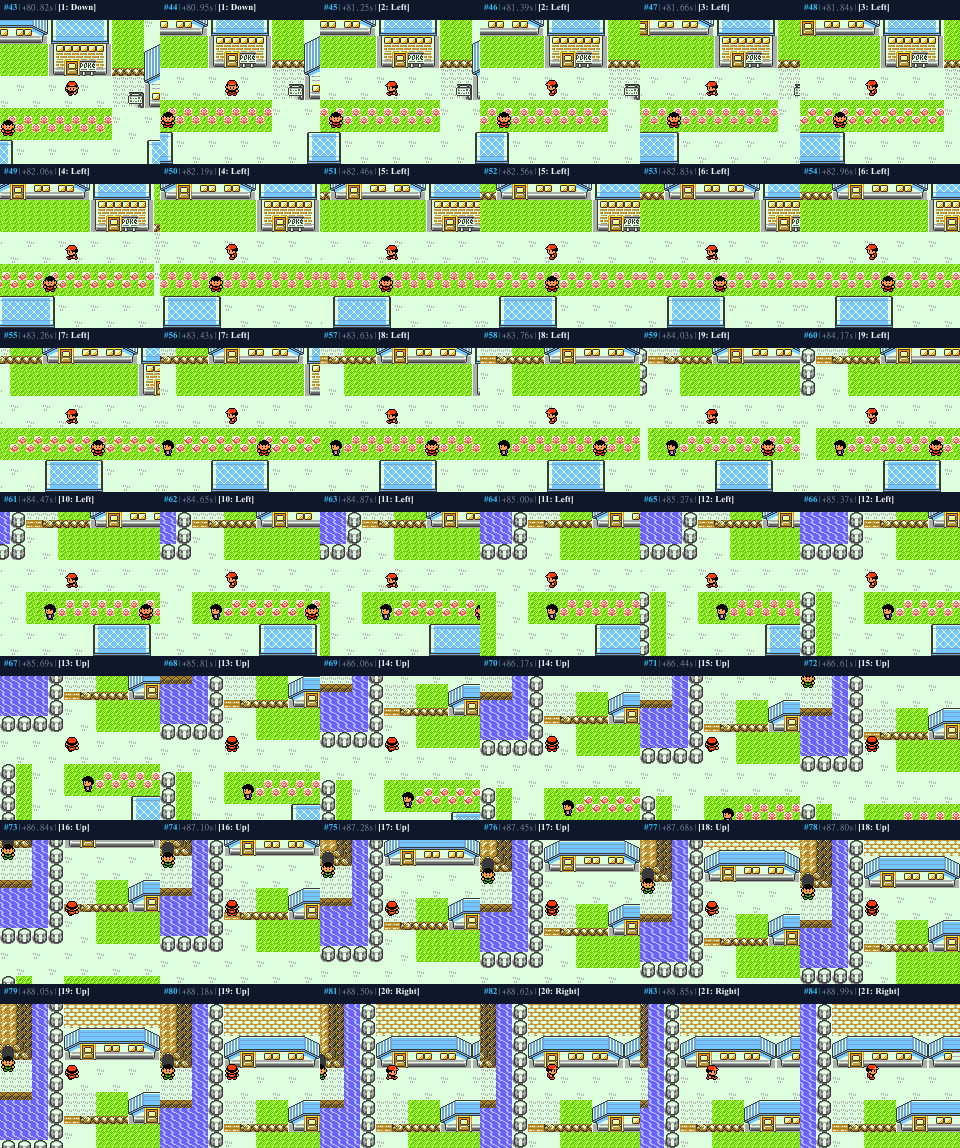 #43|+80.82s|[1: Down] #44|+80.95s|[1: Down] #45|+81.25s|[2: Left] #46|+81.39s|[2: Left] #47|+81.66s|[3: Left] #48|+81.84s|[3: Left]
POKE POKE POKE POKE POKE POKE
#49|+82.06s|[4: Left] #50|+82.19s|[4: Left] #51|+82.46s|[5: Left] #52|+82.56s|[5: Left] #53|+82.83s|[6: Left] #54|+82.96s|[6: Left]
POKE POKE POKE
#55|+83.26s|[7: Left] #56|+83.43s|[7: Left] #57|+83.63s|[8: Left] #58|+83.76s|[8: Left] #59|+84.03s|[9: Left] #60|+84.17s|[9: Left]
#61|+84.47s|[10: Left] #62|+84.65s|[10: Left] #63|+84.87s|[11: Left] #64|+85.00s|[11: Left] #65|+85.27s|[12: Left] #66|+85.37s|[12: Left]
#67|+85.69s|[13: Up] #68|+85.81s|[13: Up] #69|+86.06s|[14: Up] #70|+86.17s|[14: Up] #71|+86.44s|[15: Up] #72|+86.61s|[15: Up]
#73|+86.84s|[16: Up] #74|+87.10s|[16: Up] #75|+87.28s|[17: Up] #76|+87.45s|[17: Up] #77|+87.68s|[18: Up] #78|+87.80s|[18: Up]
#79|+88.05s|[19: Up] #80|+88.18s|[19: Up] #81|+88.50s|[20: Right] #82|+88.62s|[20: Right] #83|+88.85s|[21: Right] #84|+88.99s|[21: Right]